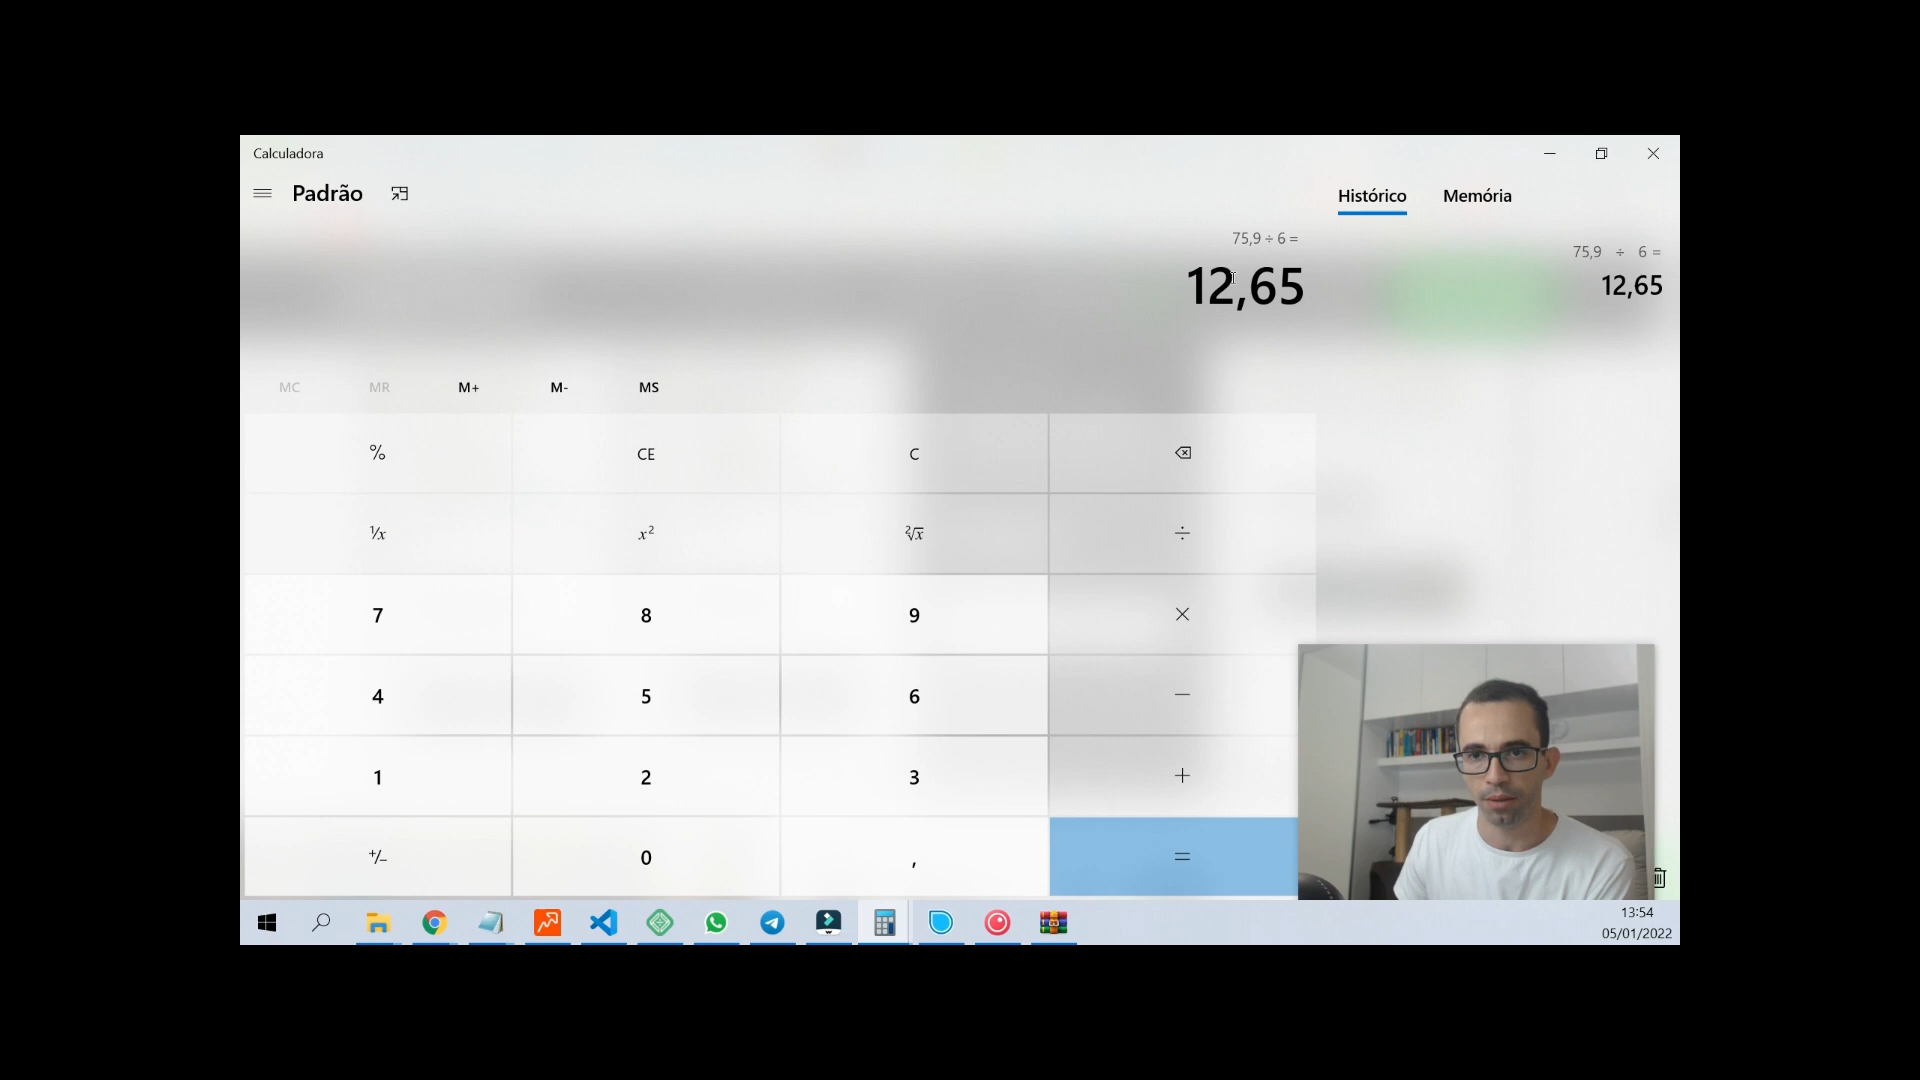 Calculadora
Padrão
Histórico Memória
75,9 ÷ 6 =
12,65
75,9 ÷ 6 =
12,65
MC MR M+ M- MS
% CE C
⅟x x² ²√x ÷
7 8 9 ×
4 5 6 −
1 2 3 +
+/− 0 , =
13:54
05/01/2022